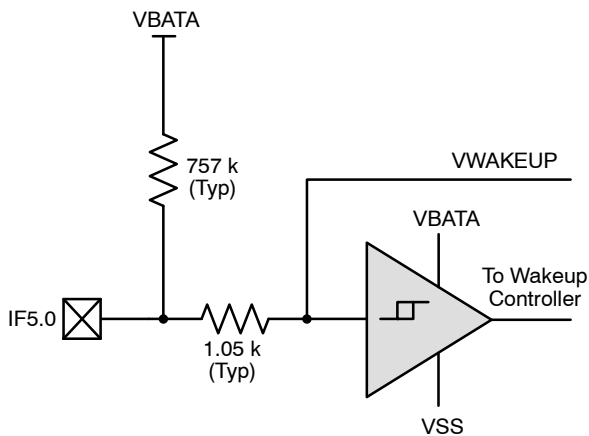 VBATA
757 k
(Typ)
VWAKEUP
VBATA
To Wakeup
Controller
IF5.0
1.05 k
(Typ)
VSS